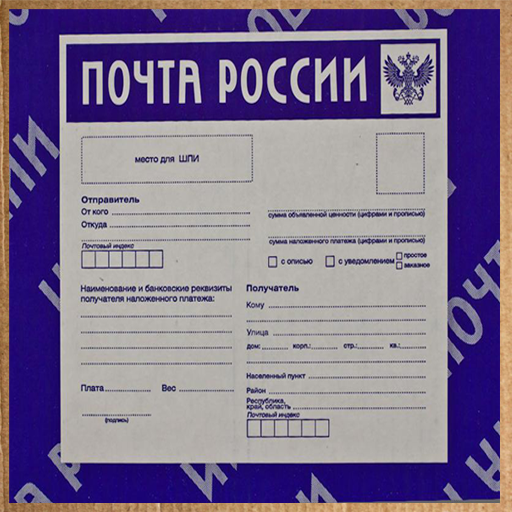 ПОЧТА РОССИИ
место для ШПИ
Отправитель
От кого
Откуда
Почтовый индекс
сумма объявленной ценности (цифрами и прописью)
сумма наложенного платежа (цифрами и прописью)
с описью
с уведомлением
простое
заказное
Наименование и банковские реквизиты
получателя наложенного платежа:
Плата Вес
(подпись)
Получатель
Кому
Улица
дом: корп.: стр.: кв.:
Населенный пункт
Район
Республика,
край, область
Почтовый индекс